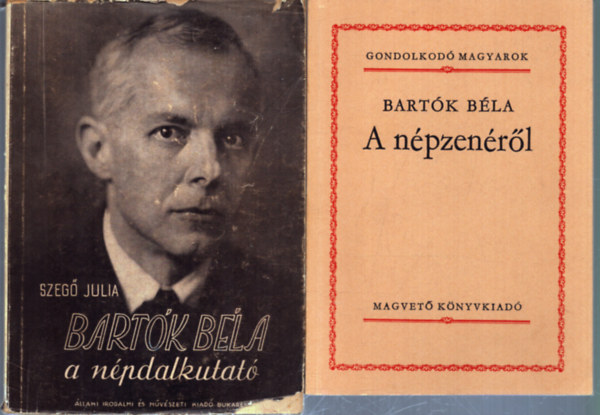 SZEGŐ JULIA
BARTÓK BÉLA
a népdalkutató
ÁLLAMI IRODALMI ÉS MŰVÉSZETI KIADÓ BUKAREST
GONDOLKODÓ MAGYAROK
BARTÓK BÉLA
A népzenéről
MAGVETŐ KÖNYVKIADÓ